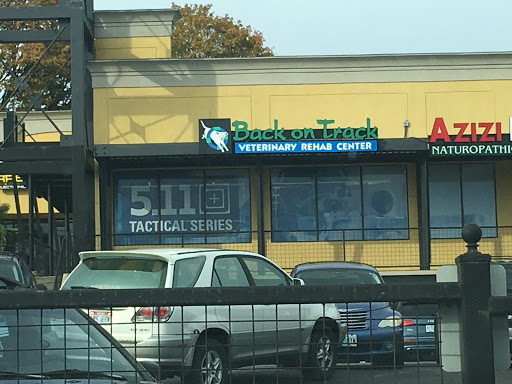 Back on Track
VETERINARY REHAB CENTER
AZIZI
NATUROPATHIC
5.11
TACTICAL SERIES